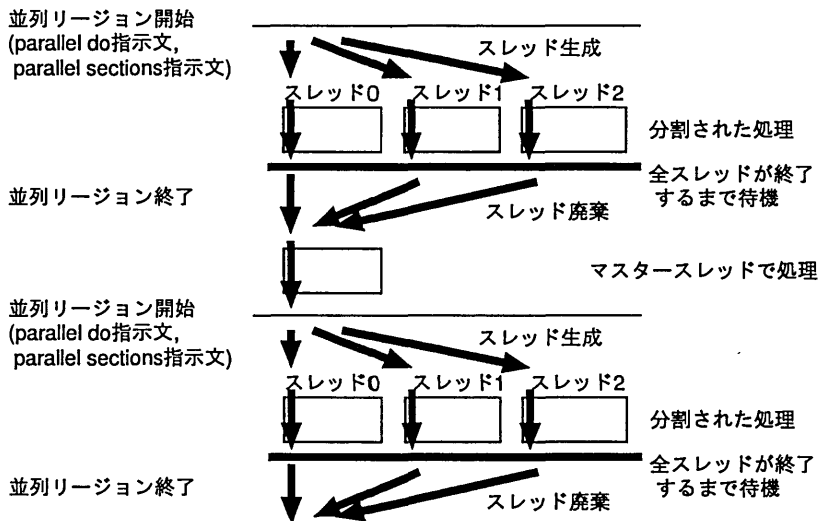 並列リージョン開始
(parallel do指示文,
parallel sections指示文)
スレッド生成
スレッド0 スレッド1 スレッド2
分割された処理
全スレッドが終了
するまで待機
並列リージョン終了
スレッド廃棄
マスタースレッドで処理
並列リージョン開始
(parallel do指示文,
parallel sections指示文)
スレッド生成
スレッド0 スレッド1 スレッド2
分割された処理
全スレッドが終了
するまで待機
並列リージョン終了
スレッド廃棄